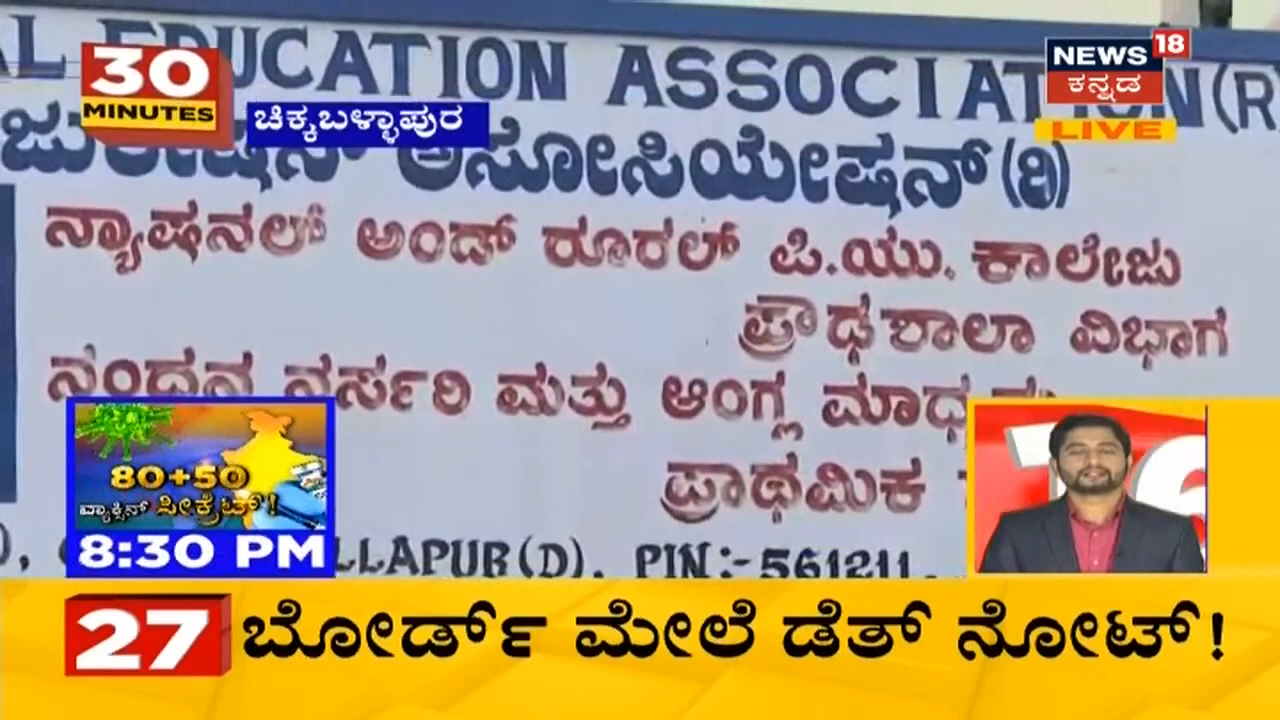 AL EDUCATION ASSOCIATION (R)
30
MINUTES
NEWS 18
ಕನ್ನಡ
LIVE
ಚಿಕ್ಕಬಳ್ಳಾಪುರ
ಅಸೋಸಿಯೇಷನ್ (ರಿ)
ನ್ಯಾಷನಲ್ ಅಂಡ್ ರೂರಲ್ ಪಿ.ಯು. ಕಾಲೇಜು
ಪ್ರೌಢಶಾಲಾ ವಿಭಾಗ
ನಂದನ ನರ್ಸರಿ ಮತ್ತು ಆಂಗ್ಲ
ಪ್ರಾಥಮಿಕ
80+50
ವ್ಯಾಕ್ಸಿನ್ ಸೀಕ್ರೆಟ್!
8:30 PM
LLAPUR (D). PIN:- 561211.
27 ಬೋರ್ಡ್ ಮೇಲೆ ಡೆತ್ ನೋಟ್!